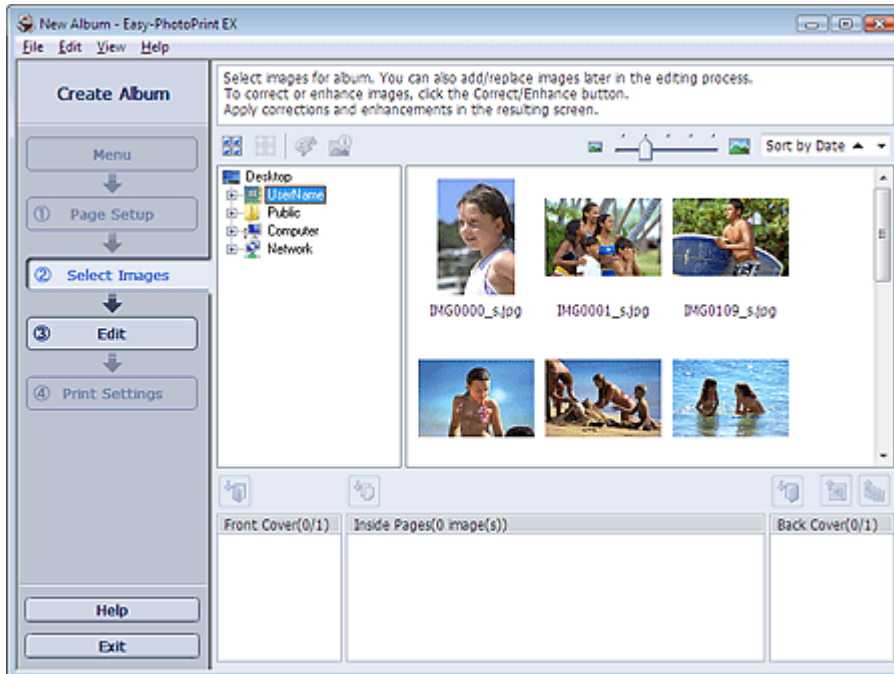 New Album - Easy-PhotoPrint EX
File Edit View Help
Create Album
Select images for album. You can also add/replace images later in the editing process.
To correct or enhance images, click the Correct/Enhance button.
Apply corrections and enhancements in the resulting screen.
Menu
① Page Setup
② Select Images
③ Edit
④ Print Settings
Help
Exit
Sort by Date
Desktop
UserName
Public
Computer
Network
IMG0000_s.jpg IMG0001_s.jpg IMG0109_s.jpg
Front Cover(0/1) Inside Pages(0 image(s)) Back Cover(0/1)